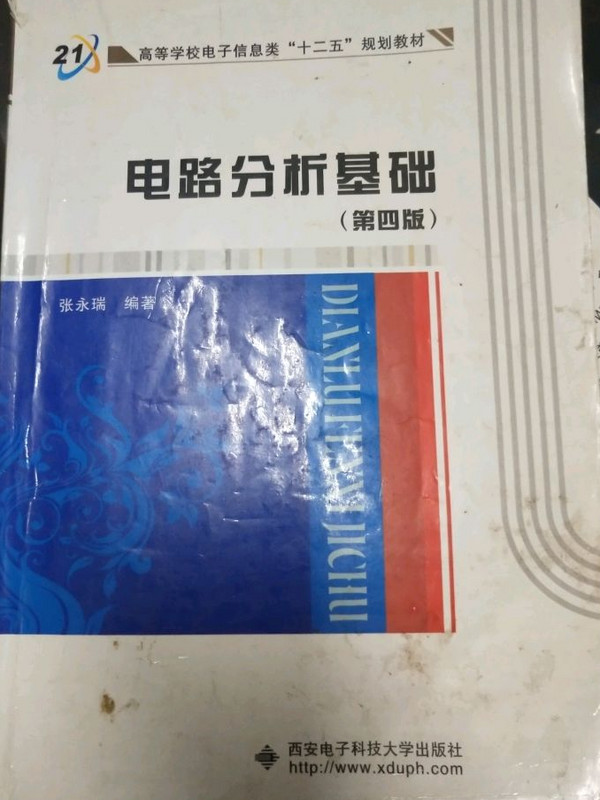 21
高等学校电子信息类“十二五”规划教材
电路分析基础
(第四版)
张永瑞 编著
DIANLU FENXI JICHU
西安电子科技大学出版社
http://www.xduph.com